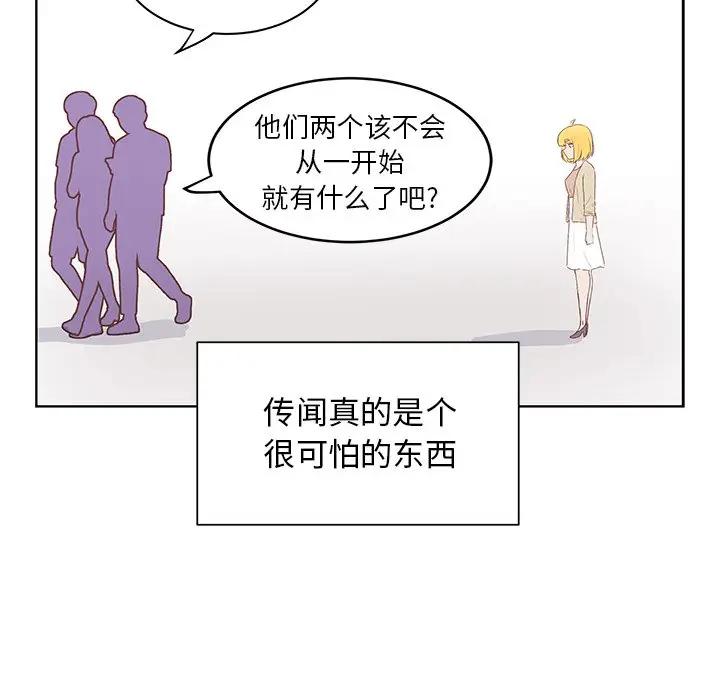 他们两个该不会
从一开始
就有什么了吧?
传闻真的是个
很可怕的东西